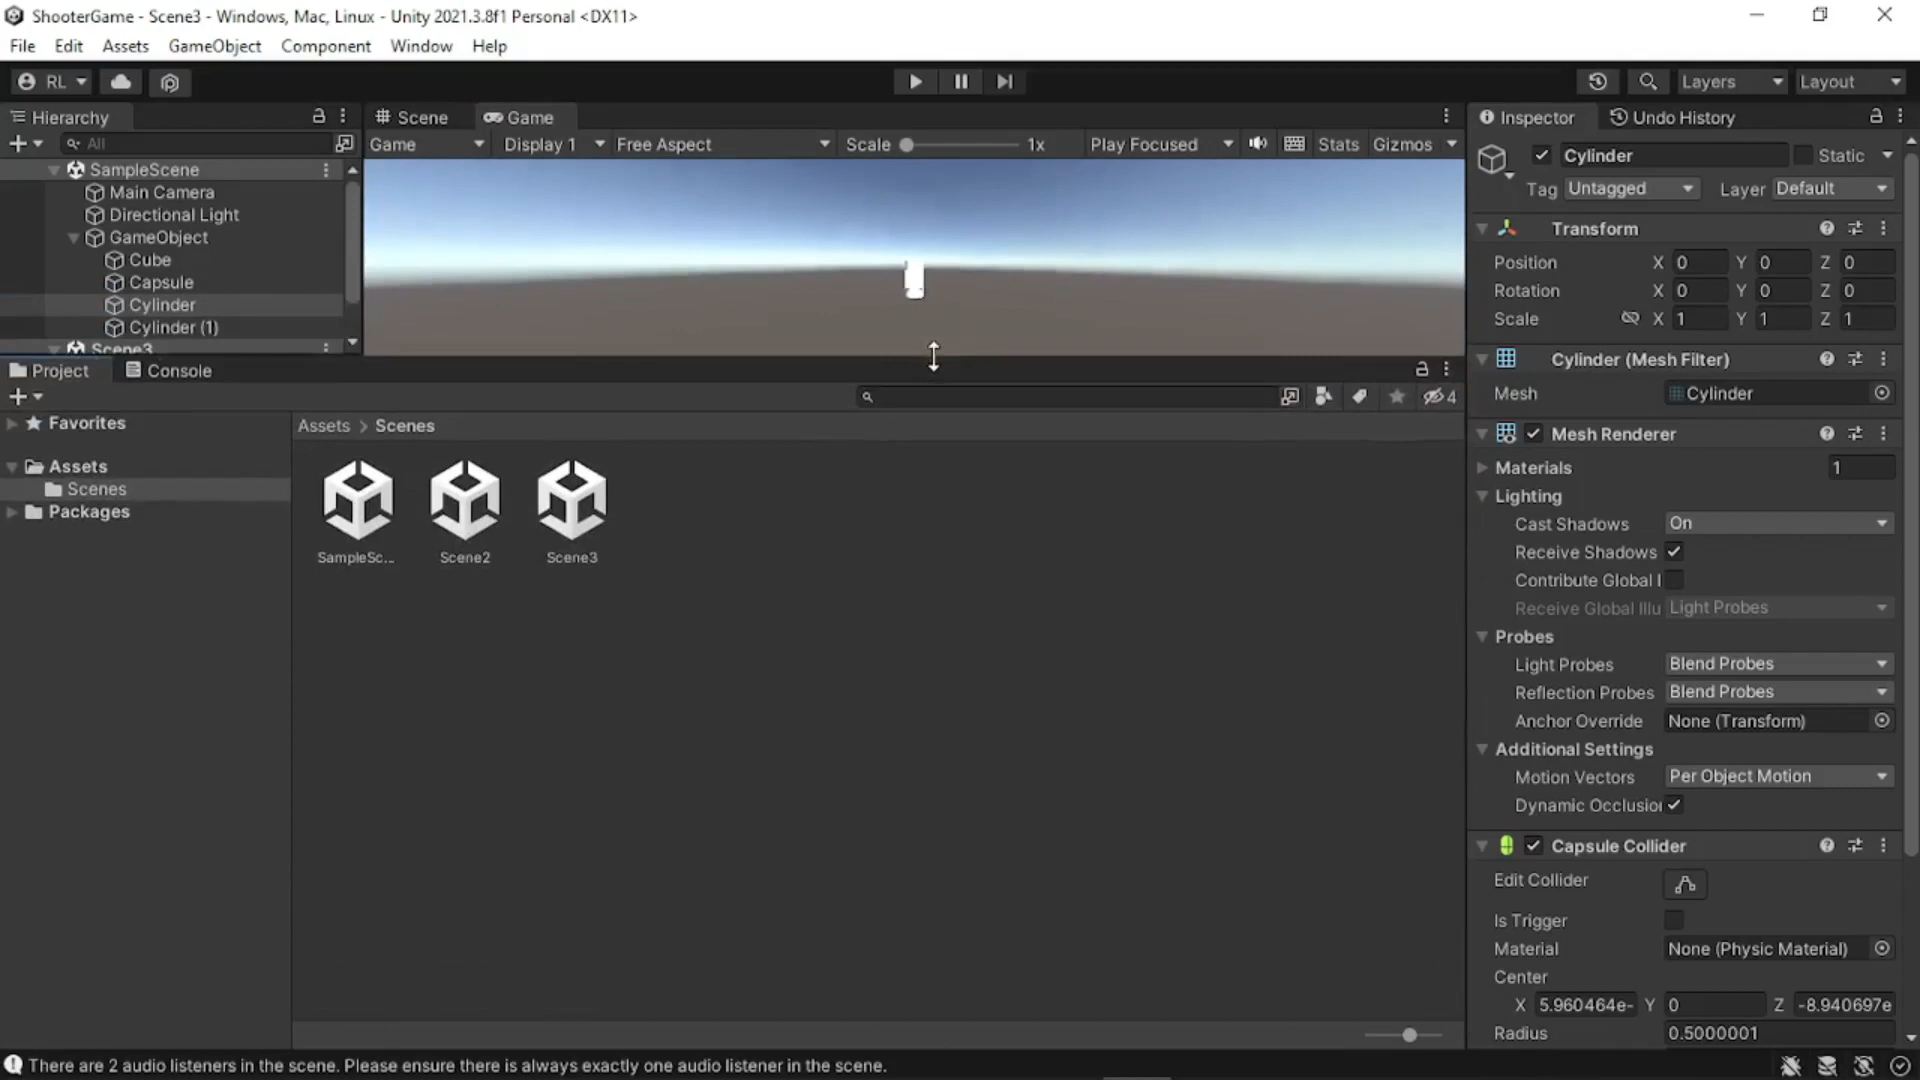 ShooterGame - Scene3 - Windows, Mac, Linux - Unity 2021.3.8f1 Personal <DX11>
File Edit Assets GameObject Component Window Help
RL Layers Layout
Hierarchy
All
SampleScene
Main Camera
Directional Light
GameObject
Cube
Capsule
Cylinder
Cylinder (1)
Scene3
Scene Game
Game Display 1 Free Aspect Scale 1x Play Focused Stats Gizmos
Project Console
4
Favorites
Assets
Scenes
Packages
Assets > Scenes
SampleSc... Scene2 Scene3
Inspector Undo History
Cylinder Static
Tag Untagged Layer Default
Transform
Position X 0 Y 0 Z 0
Rotation X 0 Y 0 Z 0
Scale X 1 Y 1 Z 1
Cylinder (Mesh Filter)
Mesh Cylinder
Mesh Renderer
Materials 1
Lighting
Cast Shadows On
Receive Shadows
Contribute Global I
Receive Global Illu Light Probes
Probes
Light Probes Blend Probes
Reflection Probes Blend Probes
Anchor Override None (Transform)
Additional Settings
Motion Vectors Per Object Motion
Dynamic Occlusion
Capsule Collider
Edit Collider
Is Trigger
Material None (Physic Material)
Center
X 5.960464e- Y 0 Z -8.940697e
Radius 0.5000001
There are 2 audio listeners in the scene. Please ensure there is always exactly one audio listener in the scene.